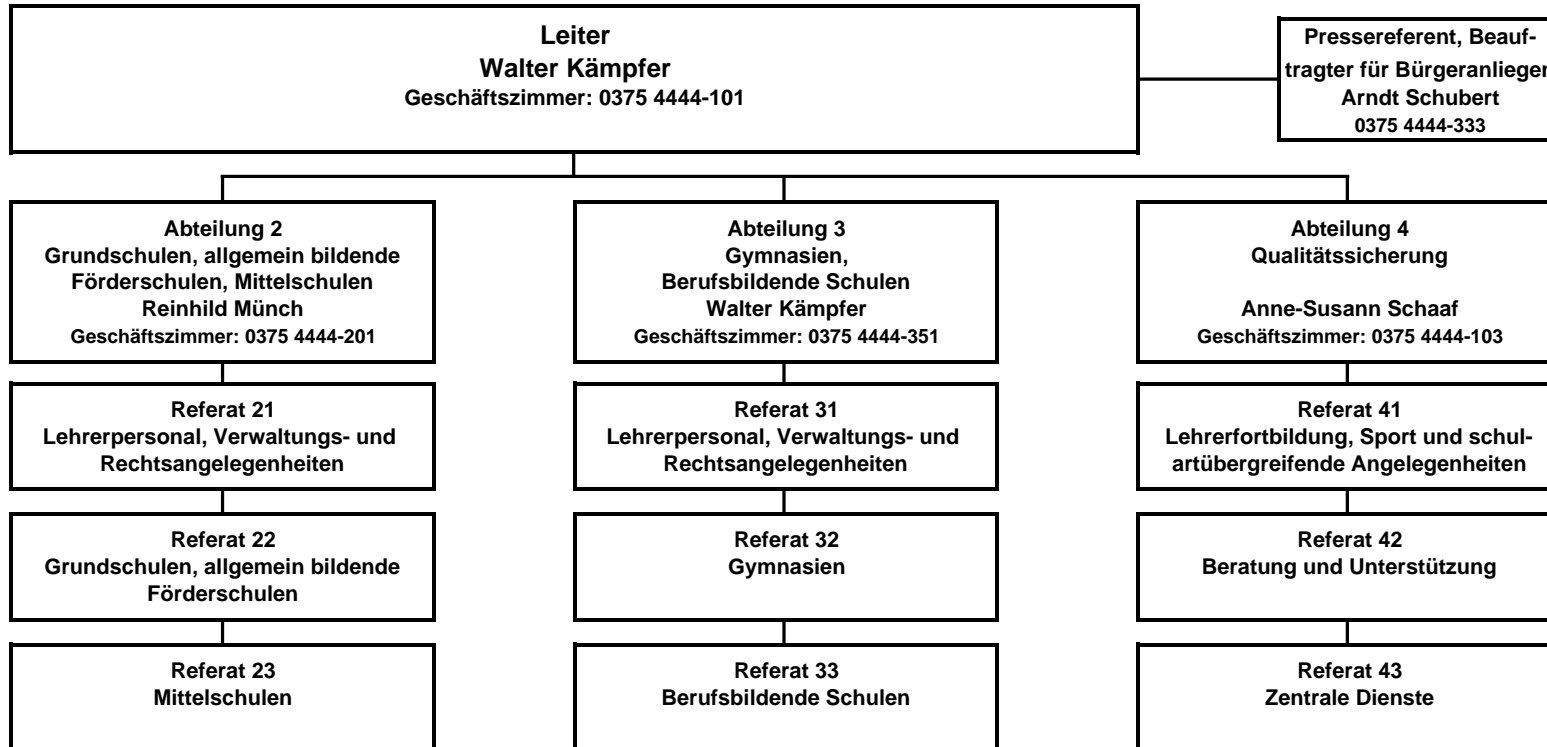 Leiter
Walter Kämpfer
Geschäftszimmer: 0375 4444-101
Pressereferent, Beauf-
tragter für Bürgeranliegen
Arndt Schubert
0375 4444-333
Abteilung 2
Grundschulen, allgemein bildende
Förderschulen, Mittelschulen
Reinhild Münch
Geschäftszimmer: 0375 4444-201
Abteilung 3
Gymnasien,
Berufsbildende Schulen
Walter Kämpfer
Geschäftszimmer: 0375 4444-351
Abteilung 4
Qualitätssicherung
Anne-Susann Schaaf
Geschäftszimmer: 0375 4444-103
Referat 21
Lehrerpersonal, Verwaltungs- und
Rechtsangelegenheiten
Referat 31
Lehrerpersonal, Verwaltungs- und
Rechtsangelegenheiten
Referat 41
Lehrerfortbildung, Sport und schul-
artübergreifende Angelegenheiten
Referat 22
Grundschulen, allgemein bildende
Förderschulen
Referat 32
Gymnasien
Referat 42
Beratung und Unterstützung
Referat 23
Mittelschulen
Referat 33
Berufsbildende Schulen
Referat 43
Zentrale Dienste